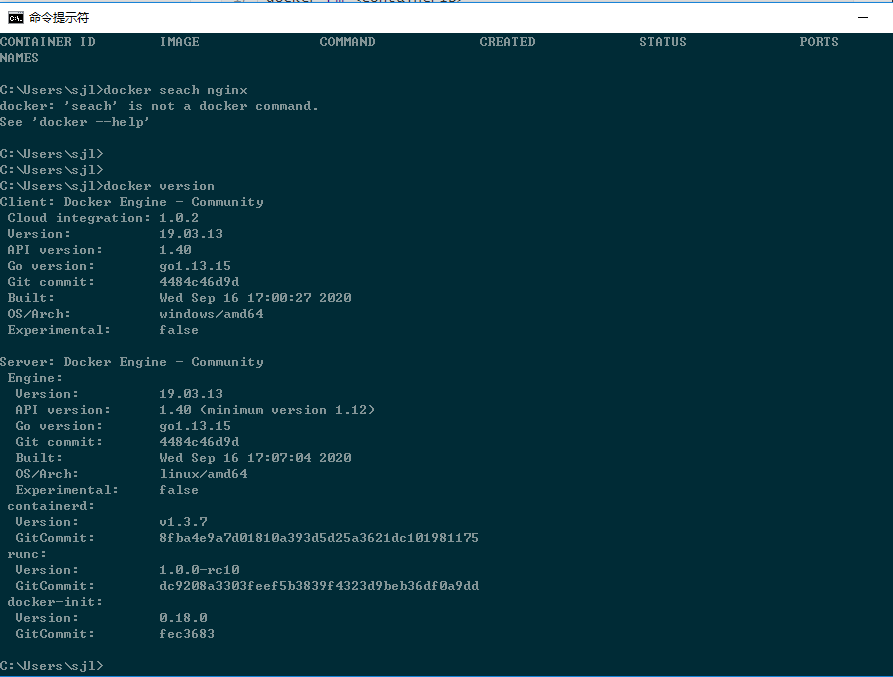 docker rm <containerID>
命令提示符
CONTAINER ID        IMAGE               COMMAND             CREATED             STATUS              PORTS
NAMES
C:\Users\sjl>docker seach nginx
docker: 'seach' is not a docker command.
See 'docker --help'
C:\Users\sjl>
C:\Users\sjl>
C:\Users\sjl>docker version
Client: Docker Engine - Community
 Cloud integration: 1.0.2
 Version:           19.03.13
 API version:       1.40
 Go version:        go1.13.15
 Git commit:        4484c46d9d
 Built:             Wed Sep 16 17:00:27 2020
 OS/Arch:           windows/amd64
 Experimental:      false
Server: Docker Engine - Community
 Engine:
  Version:          19.03.13
  API version:      1.40 (minimum version 1.12)
  Go version:       go1.13.15
  Git commit:       4484c46d9d
  Built:            Wed Sep 16 17:07:04 2020
  OS/Arch:          linux/amd64
  Experimental:     false
 containerd:
  Version:          v1.3.7
  GitCommit:        8fba4e9a7d01810a393d5d25a3621dc101981175
 runc:
  Version:          1.0.0-rc10
  GitCommit:        dc9208a3303feef5b3839f4323d9beb36df0a9dd
 docker-init:
  Version:          0.18.0
  GitCommit:        fec3683
C:\Users\sjl>